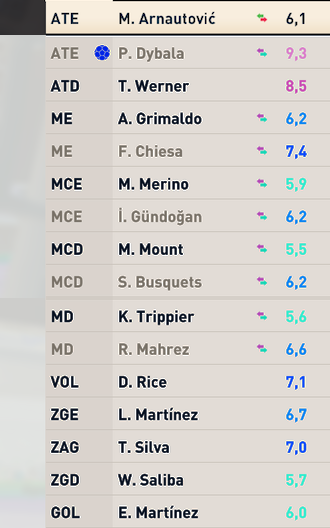 ATE M. Arnautović 6,1
ATE P. Dybala 9,3
ATD T. Werner 8,5
ME A. Grimaldo 6,2
ME F. Chiesa 7,4
MCE M. Merino 5,9
MCE İ. Gündoğan 6,2
MCD M. Mount 5,5
MCD S. Busquets 6,2
MD K. Trippier 5,6
MD R. Mahrez 6,6
VOL D. Rice 7,1
ZGE L. Martínez 6,7
ZAG T. Silva 7,0
ZGD W. Saliba 5,7
GOL E. Martínez 6,0